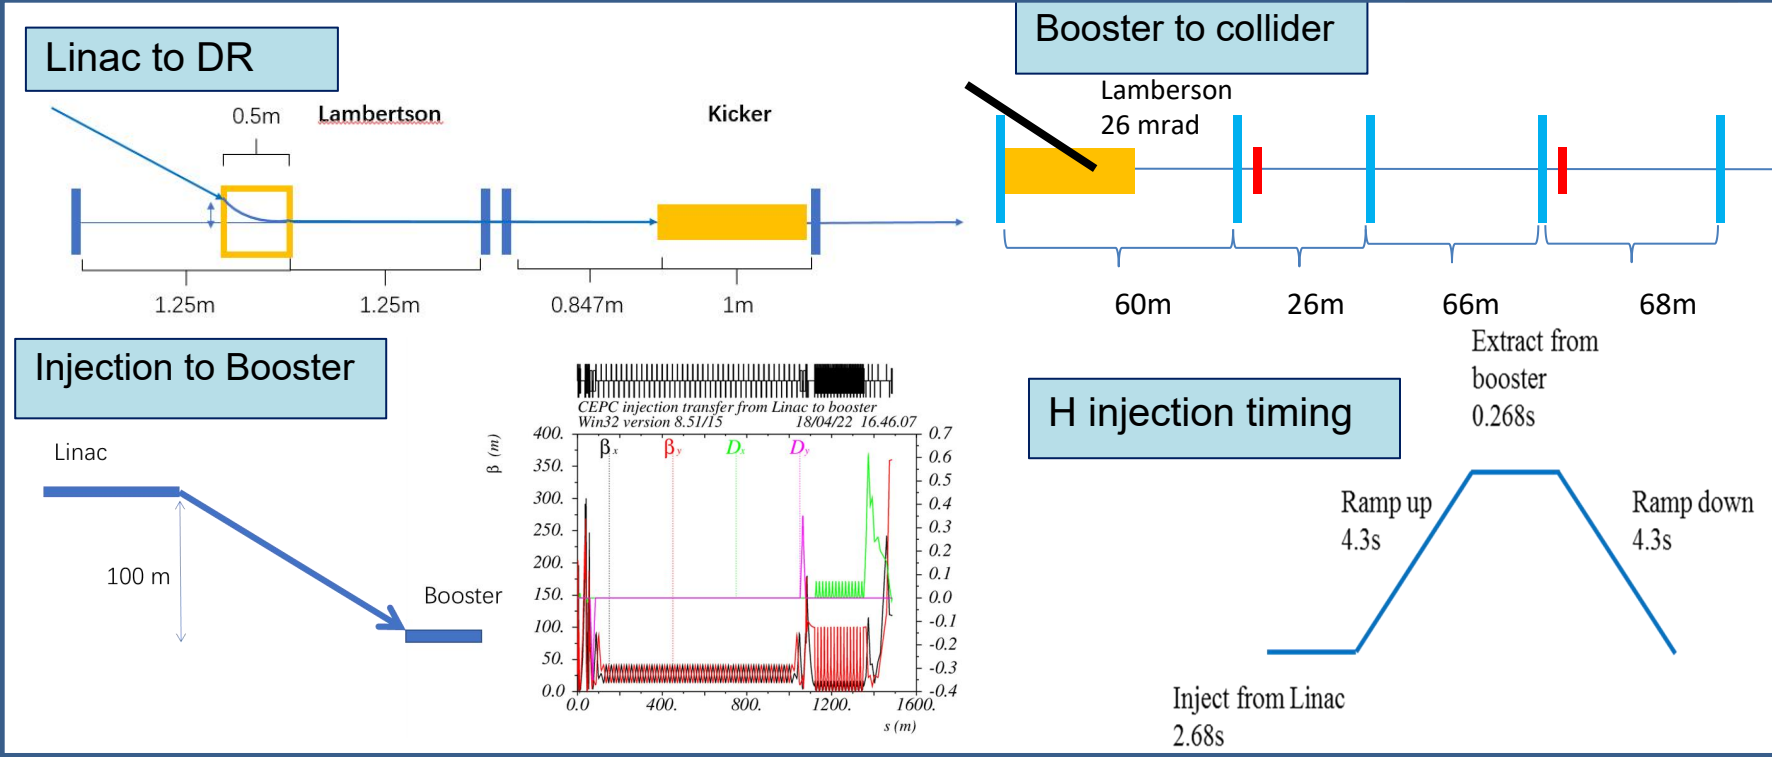 Linac to DR
0.5m
Lambertson
Kicker
1.25m
1.25m
0.847m
1m
Booster to collider
Lamberson
26 mrad
60m
26m
66m
68m
Injection to Booster
Linac
100 m
Booster
CEPC injection transfer from Linac to booster
Win32 version 8.51/15 18/04/22 16.46.07
β (m)
400.
350.
300.
250.
200.
150.
100.
50.
0.0
βx βy Dx Dy
0.7
0.6
0.5
0.4
0.3
0.2
0.1
0.0
-0.1
-0.2
-0.3
-0.4
0.0 400. 800. 1200. 1600.
s (m)
H injection timing
Extract from
booster
0.268s
Ramp up
4.3s
Ramp down
4.3s
Inject from Linac
2.68s